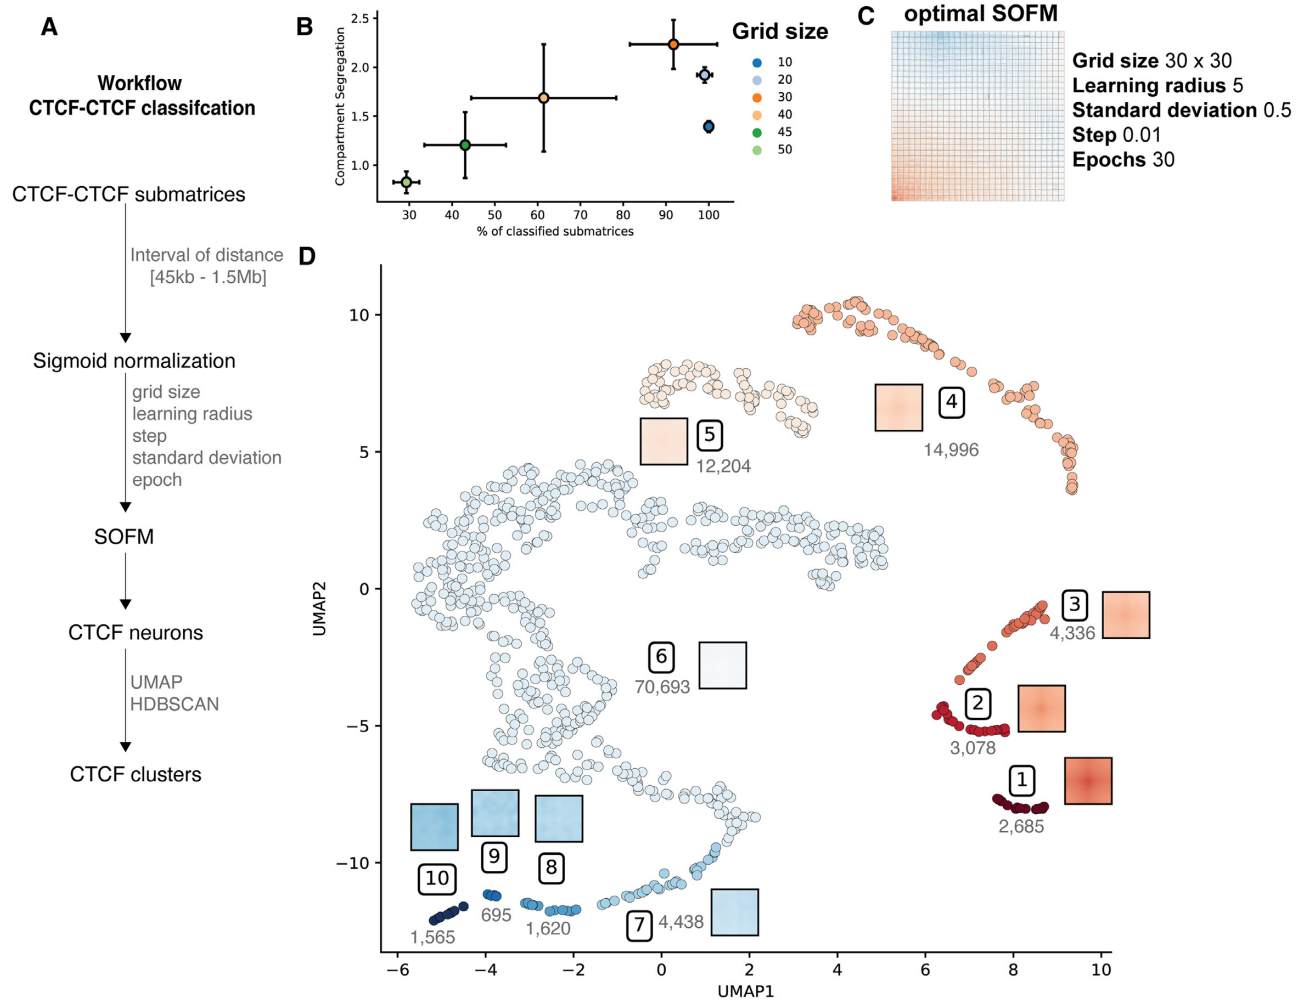 A
Workflow
CTCF-CTCF classifcation
CTCF-CTCF submatrices
Interval of distance
[45kb - 1.5Mb]
Sigmoid normalization
grid size
learning radius
step
standard deviation
epoch
SOFM
CTCF neurons
UMAP
HDBSCAN
CTCF clusters
B
Compartment Segregation
2.5
2.0
1.5
1.0
30 40 50 60 70 80 90 100
% of classified submatrices
Grid size
10
20
30
40
45
50
C
optimal SOFM
Grid size 30 x 30
Learning radius 5
Standard deviation 0.5
Step 0.01
Epochs 30
D
UMAP2
10
5
0
−5
−10
4
14,996
5
12,204
3
4,336
6
70,693
2
3,078
1
2,685
10
1,565
9
695
8
1,620
7
4,438
−6 −4 −2 0 2 4 6 8 10
UMAP1